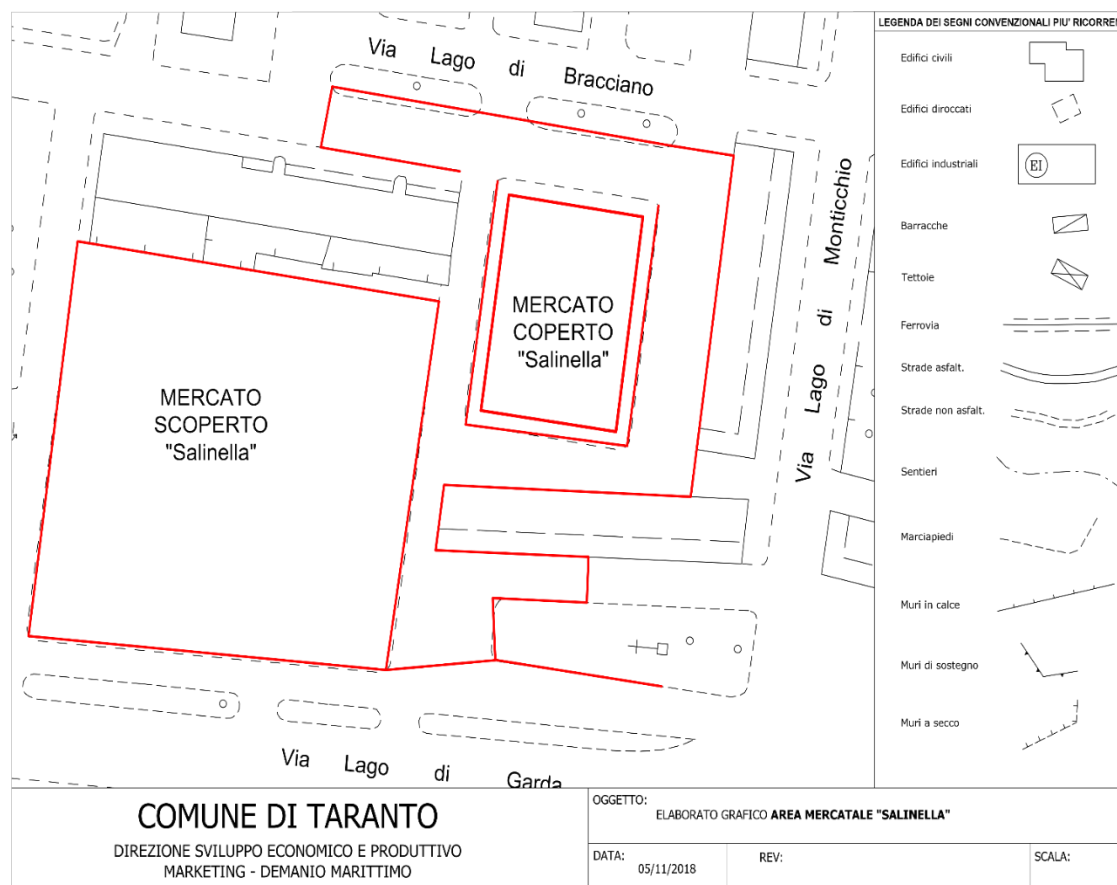 Via Lago di Bracciano
Via Lago di Monticchio
MERCATO
COPERTO
"Salinella"
MERCATO
SCOPERTO
"Salinella"
Via Lago di Garda
LEGENDA DEI SEGNI CONVENZIONALI PIU' RICORREN
Edifici civili
Edifici diroccati
Edifici industriali
EI
Barracche
Tettole
Ferrovia
Strade asfalt.
Strade non asfalt.
Sentieri
Marciapiedi
Muri in calce
Muri di sostegno
Muri a secco
COMUNE DI TARANTO
DIREZIONE SVILUPPO ECONOMICO E PRODUTTIVO
MARKETING - DEMANIO MARITTIMO
OGGETTO:
ELABORATO GRAFICO AREA MERCATALE "SALINELLA"
DATA:
05/11/2018
REV:
SCALA: